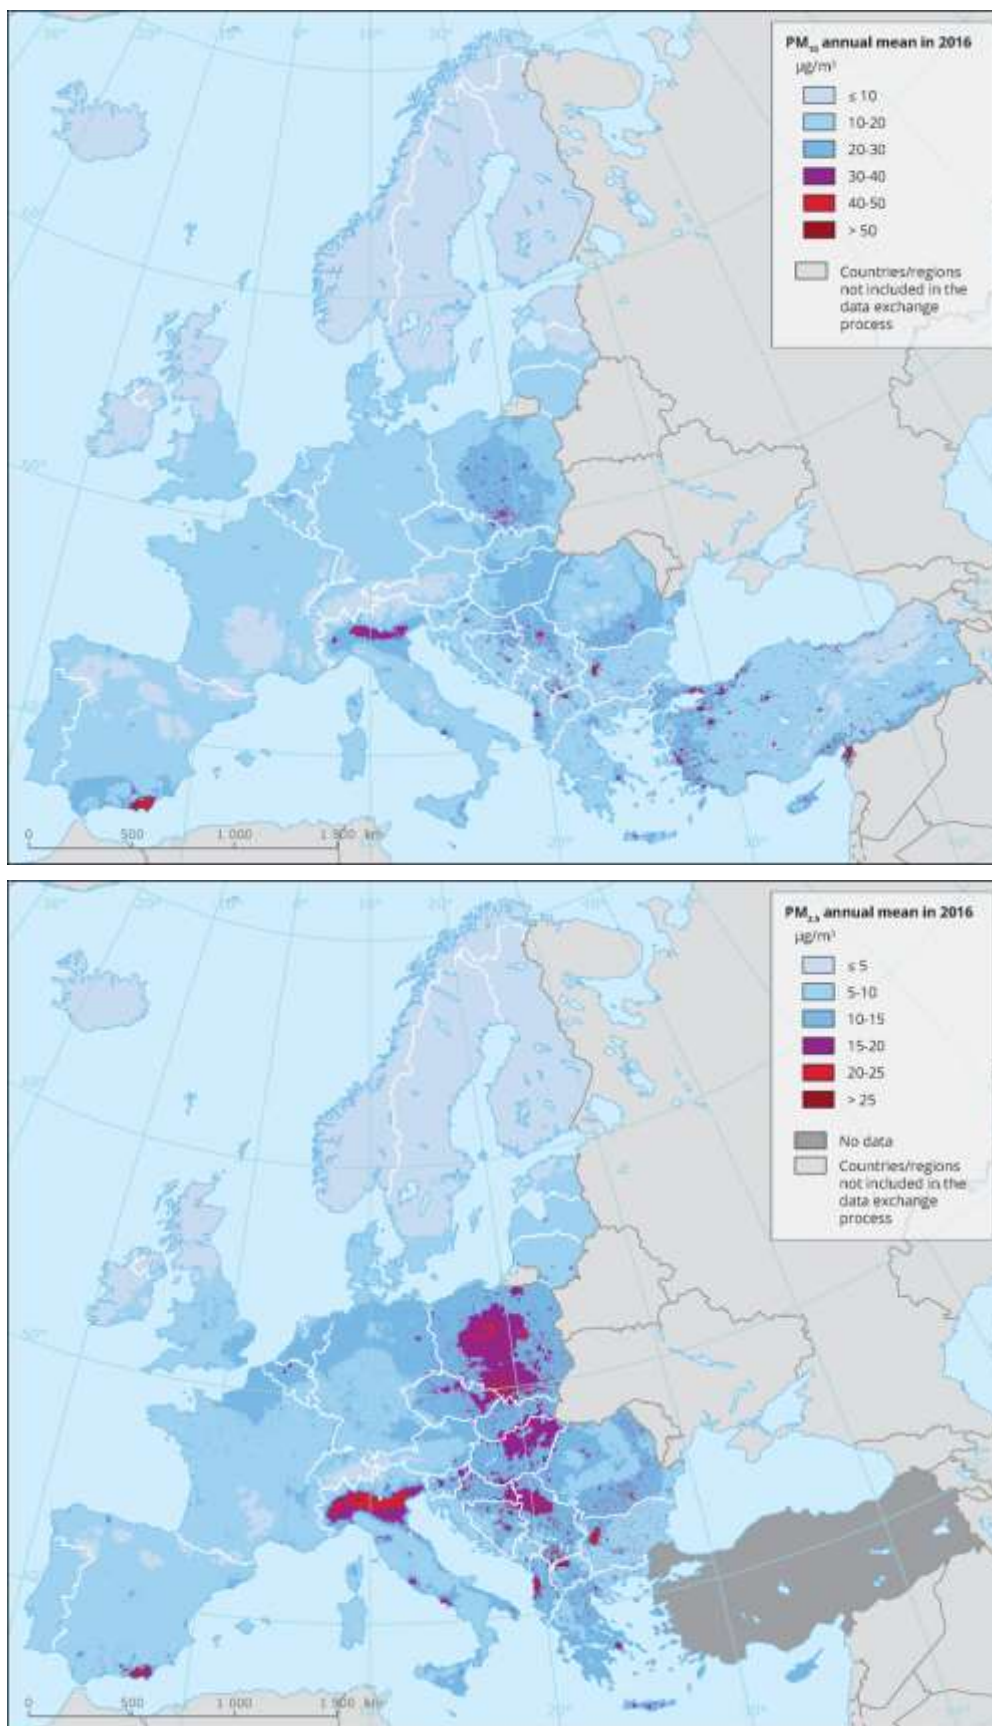 PM₁₀ annual mean in 2016
µg/m³
≤ 10
10-20
20-30
30-40
40-50
> 50
Countries/regions
not included in the
data exchange
process
0 500 1 000 1 500 km
PM₂.₅ annual mean in 2016
µg/m³
≤ 5
5-10
10-15
15-20
20-25
> 25
No data
Countries/regions
not included in the
data exchange
process
0 500 1 000 1 500 km